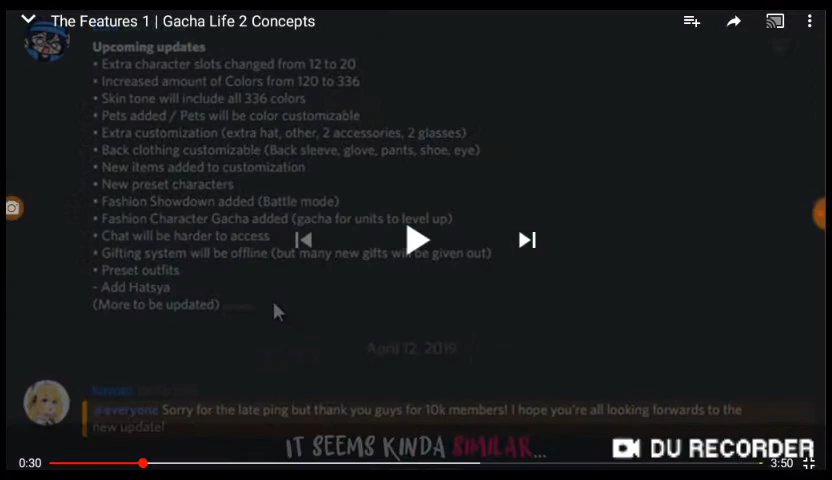 The Features 1 | Gacha Life 2 Concepts
Upcoming updates
• Extra character slots changed from 12 to 20
• Increased amount of Colors from 120 to 336
• Skin tone will include all 336 colors
• Pets added / Pets will be color customizable
• Extra customization (extra hat, other, 2 accessories, 2 glasses)
• Back clothing customizable (Back sleeve, glove, pants, shoe, eye)
• New items added to customization
• New preset characters
• Fashion Showdown added (Battle mode)
• Fashion Character Gacha added (gacha for units to level up)
• Chat will be harder to access
• Gifting system will be offline (but many new gifts will be given out)
• Preset outfits
- Add Hatsya
(More to be updated)
April 12, 2019
@everyone Sorry for the late ping but thank you guys for 10k members! I hope you're all looking forwards to the
new update!
IT SEEMS KINDA SIMILAR...
DU RECORDER
0:30
3:50